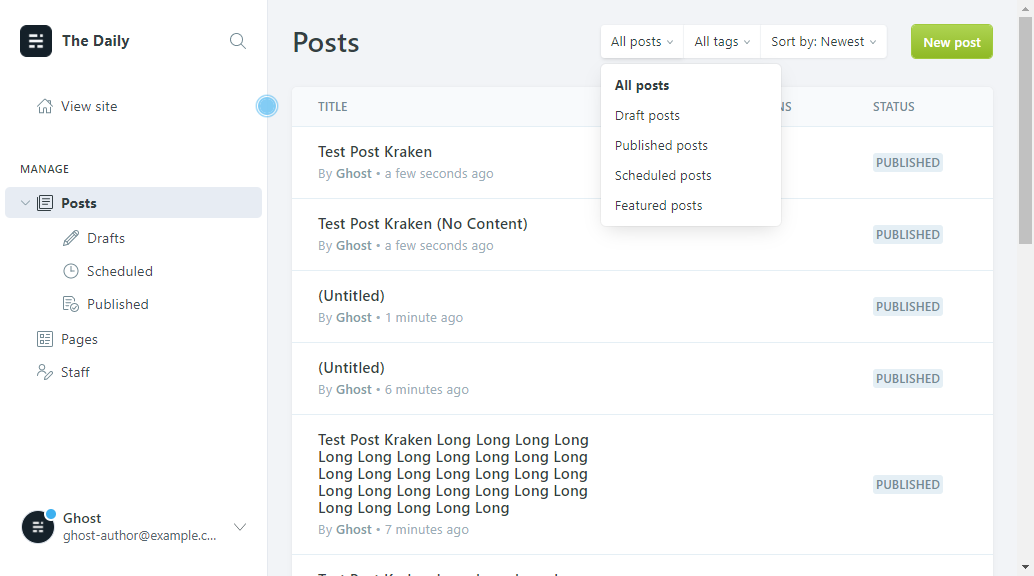 The Daily
View site
MANAGE
Posts
Drafts
Scheduled
Published
Pages
Staff
Ghost
ghost-author@example.c...
Posts
All posts
All tags
Sort by: Newest
New post
All posts
Draft posts
Published posts
Scheduled posts
Featured posts
TITLE
STATUS
Test Post Kraken
By Ghost • a few seconds ago
PUBLISHED
Test Post Kraken (No Content)
By Ghost • a few seconds ago
PUBLISHED
(Untitled)
By Ghost • 1 minute ago
PUBLISHED
(Untitled)
By Ghost • 6 minutes ago
PUBLISHED
Test Post Kraken Long Long Long Long
Long Long Long Long Long Long Long
Long Long Long Long Long Long Long
Long Long Long Long Long Long Long
Long Long Long Long Long
By Ghost • 7 minutes ago
PUBLISHED